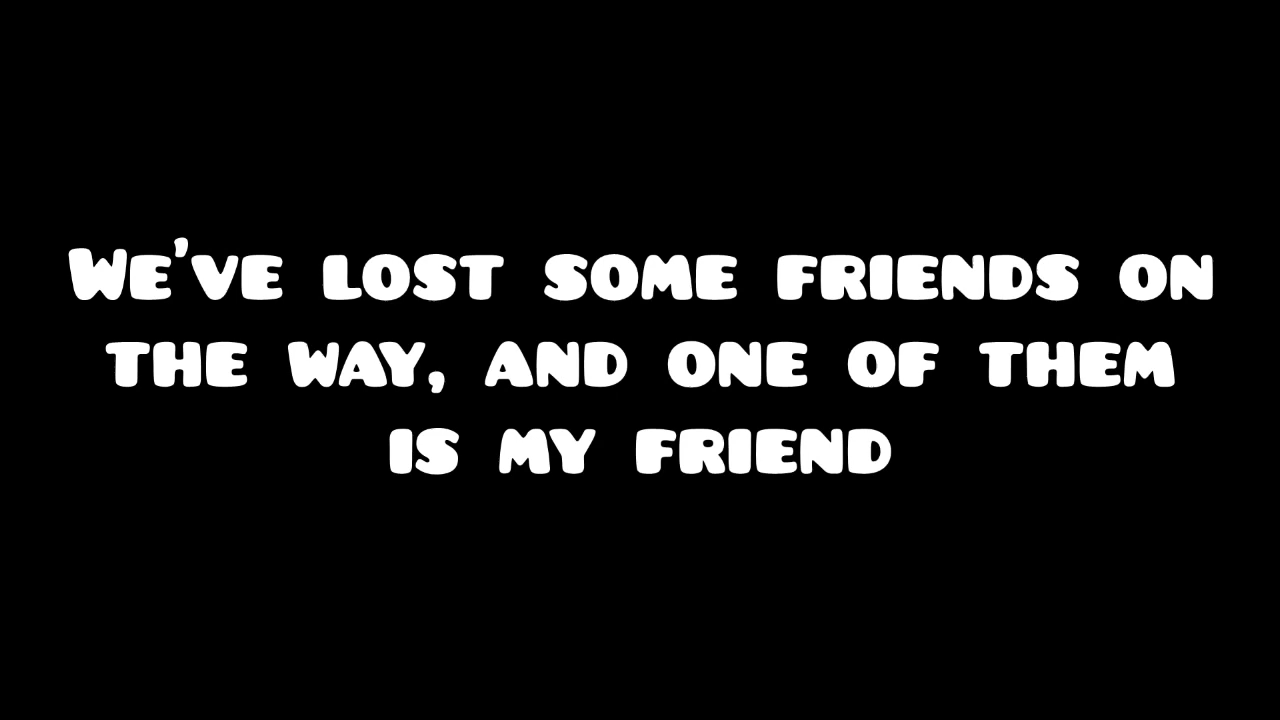 We've lost some friends on
the way, and one of them
is my friend